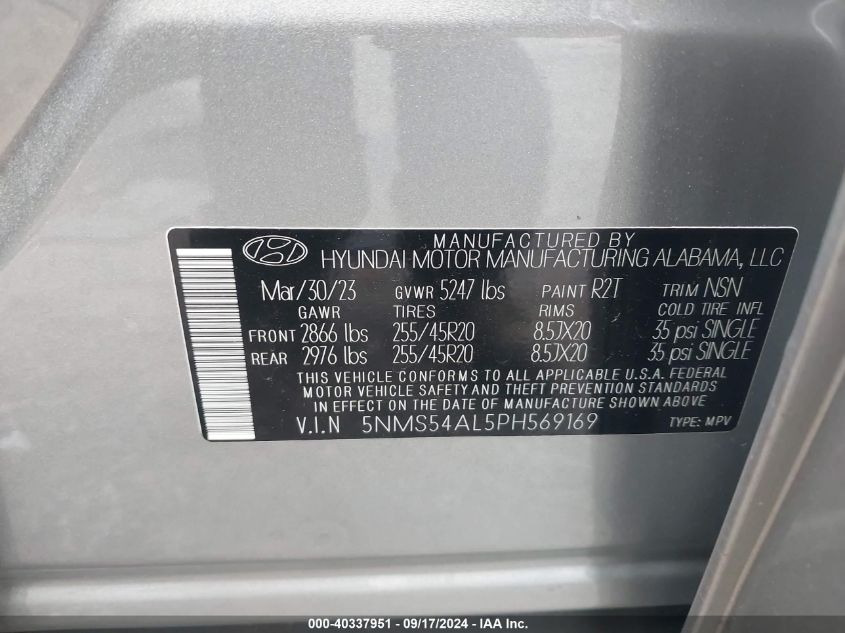 MANUFACTURED BY
HYUNDAI MOTOR MANUFACTURING ALABAMA, LLC
Mar/30/23 GVWR 5247 lbs PAINT R2T TRIM NSN
GAWR TIRES RIMS COLD TIRE INFL
FRONT 2866 lbs 255/45R20 8.5JX20 35 psi SINGLE
REAR 2976 lbs 255/45R20 8.5JX20 35 psi SINGLE
THIS VEHICLE CONFORMS TO ALL APPLICABLE U.S.A. FEDERAL
MOTOR VEHICLE SAFETY AND THEFT PREVENTION STANDARDS
IN EFFECT ON THE DATE OF MANUFACTURE SHOWN ABOVE
V.I.N 5NMS54AL5PH569169 TYPE: MPV
000-40337951 - 09/17/2024 - IAA Inc.